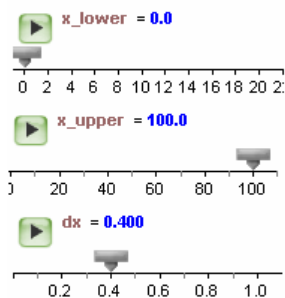 x_lower = 0.0
0 2 4 6 8 10 12 14 16 18 20
x_upper = 100.0
20 40 60 80 100
dx = 0.400
0.2 0.4 0.6 0.8 1.0